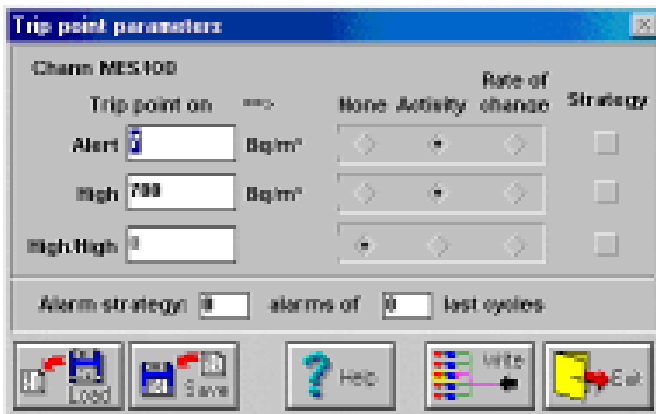 Trip point parameters
Chann MES400
Trip point on ==> None Activity Rate of change Strategy
Alert 7 Bq/m³
High 700 Bq/m³
High/High 0
Alarm strategy: 0 alarms of 0 last cycles
Load Save Help Write Exit